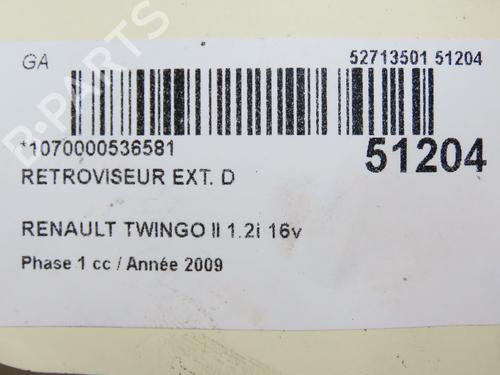 GA
52713501 51204
*1070000536581
51204
RETROVISEUR EXT. D
RENAULT TWINGO II 1.2i 16v
Phase 1 cc / Année 2009
B-PARTS